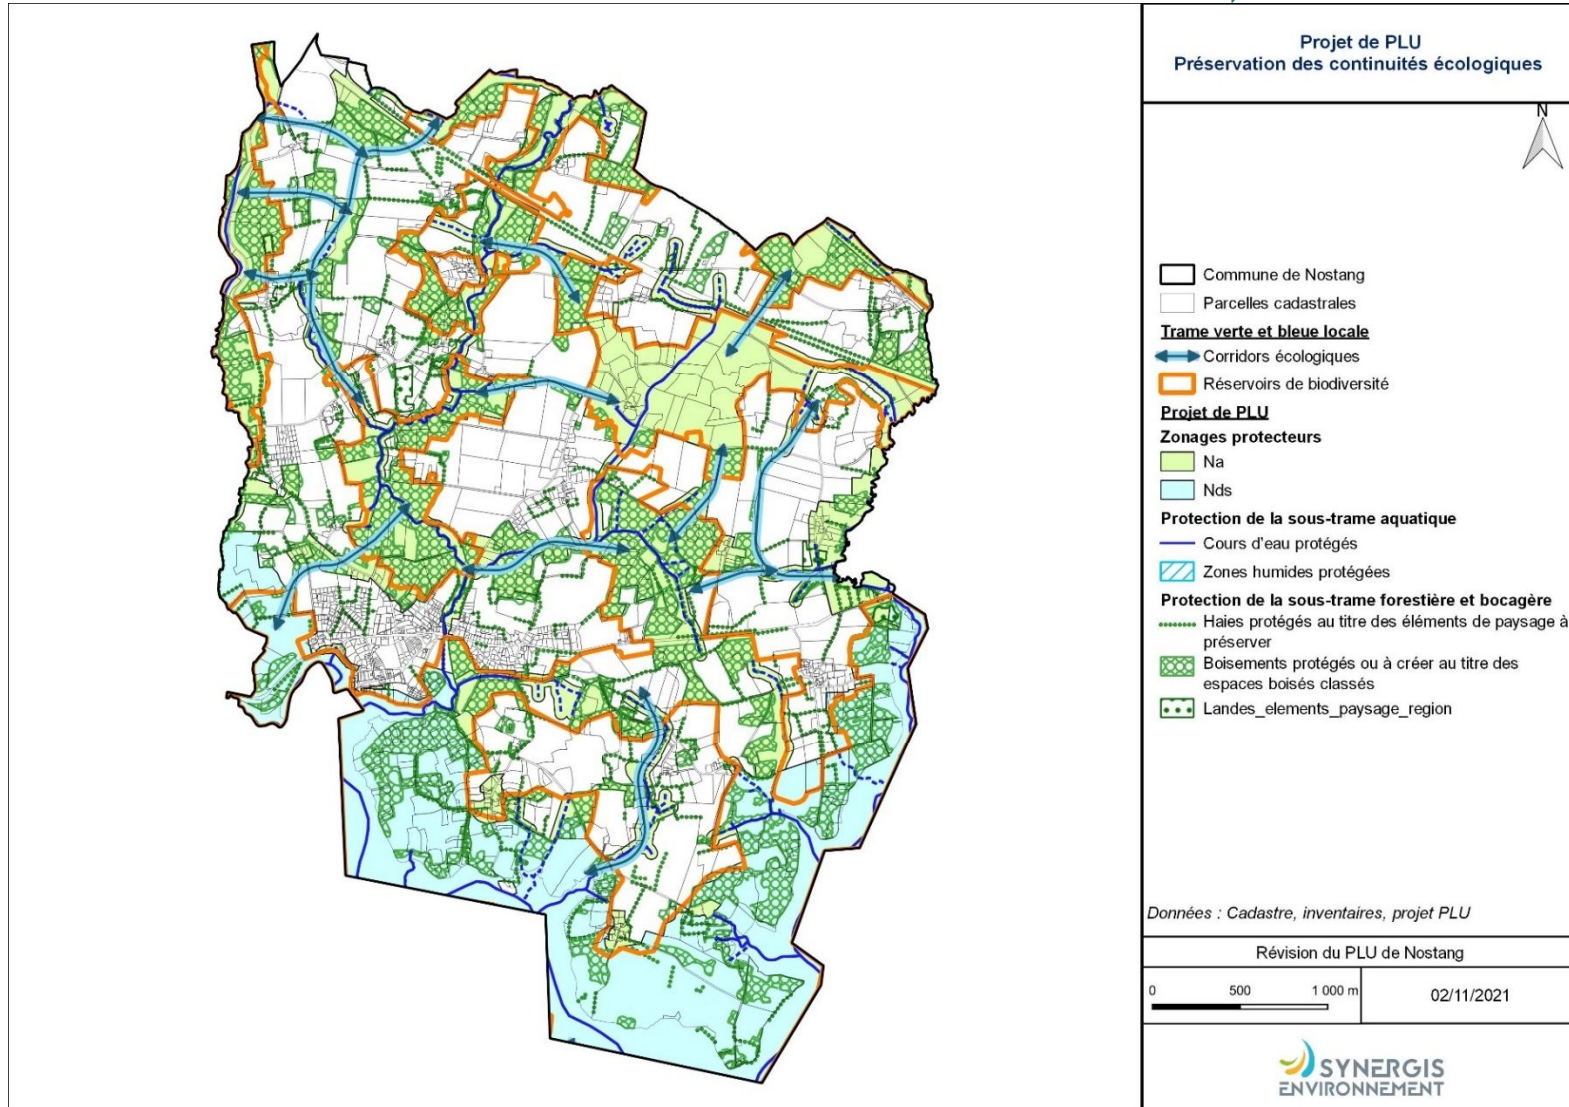 Projet de PLU
Préservation des continuités écologiques
N
Commune de Nostang
Parcelles cadastrales
Trame verte et bleue locale
Corridors écologiques
Réservoirs de biodiversité
Projet de PLU
Zonages protecteurs
Na
Nds
Protection de la sous-trame aquatique
Cours d'eau protégés
Zones humides protégées
Protection de la sous-trame forestière et bocagère
Haies protégés au titre des éléments de paysage à
préserver
Boisements protégés ou à créer au titre des
espaces boisés classés
Landes_elements_paysage_region
Données : Cadastre, inventaires, projet PLU
Révision du PLU de Nostang
0 500 1 000 m
02/11/2021
SYNERGIS
ENVIRONNEMENT